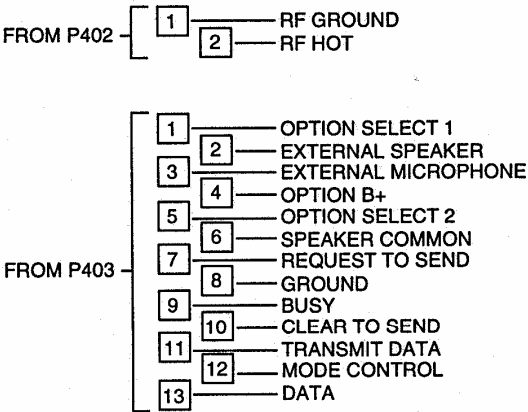 FROM P402
1 RF GROUND
2 RF HOT
FROM P403
1 OPTION SELECT 1
2 EXTERNAL SPEAKER
3 EXTERNAL MICROPHONE
4 OPTION B+
5 OPTION SELECT 2
6 SPEAKER COMMON
7 REQUEST TO SEND
8 GROUND
9 BUSY
10 CLEAR TO SEND
11 TRANSMIT DATA
12 MODE CONTROL
13 DATA